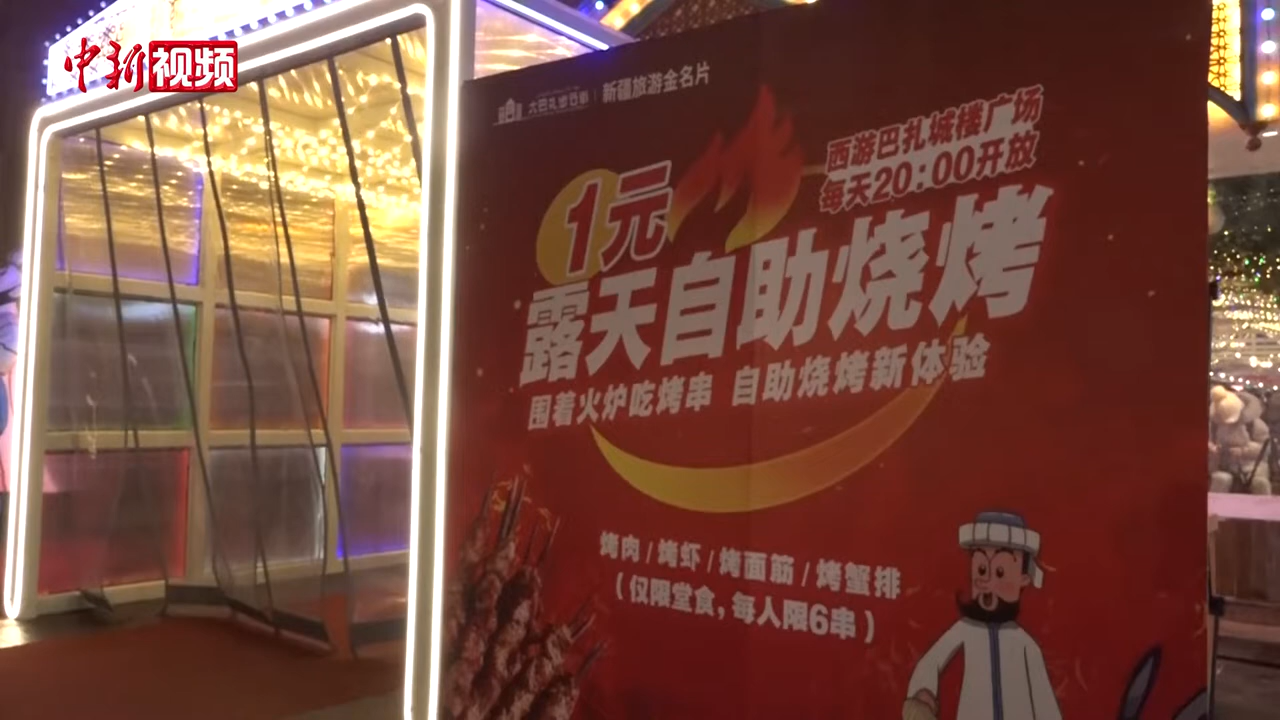 中新视频
大巴扎步行街
新疆旅游金名片
西游巴扎城楼广场
每天20:00开放
1元
露天自助烧烤
围着火炉吃烤串 自助烧烤新体验
烤肉/烤虾/烤面筋/烤蟹排
(仅限堂食,每人限6串)